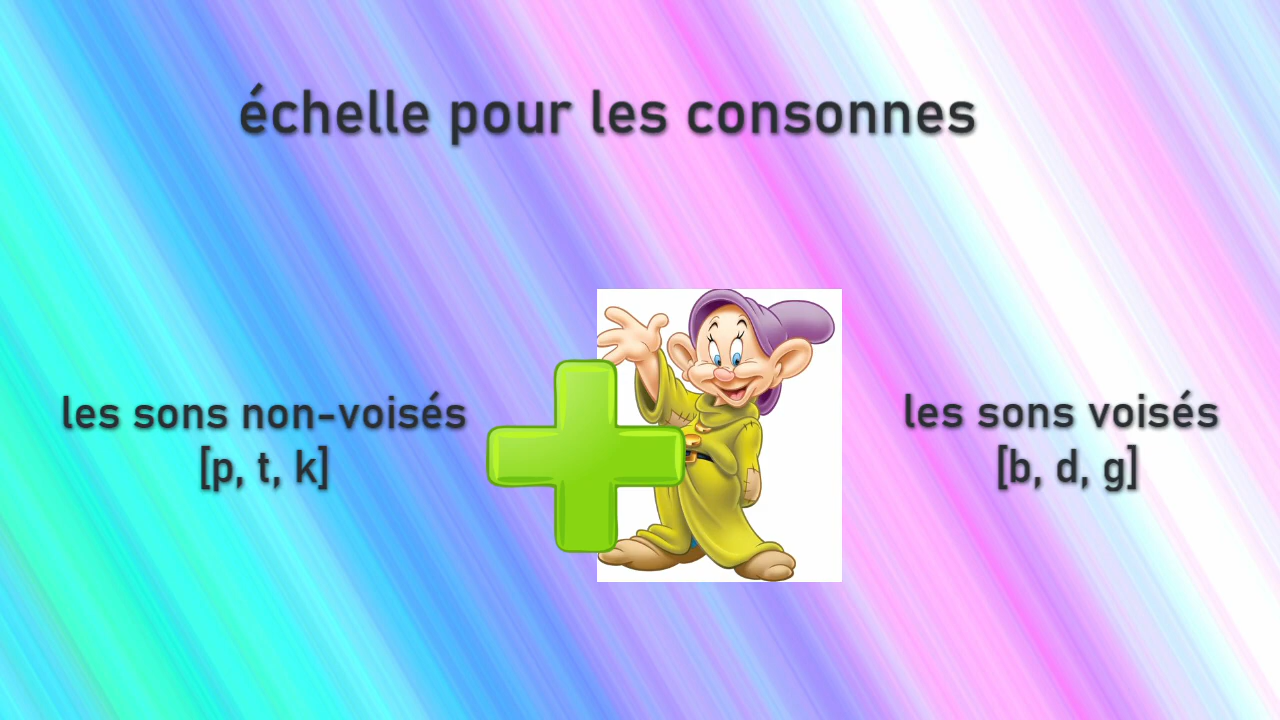 échelle pour les consonnes
les sons non-voisés
[p, t, k]
les sons voisés
[b, d, g]